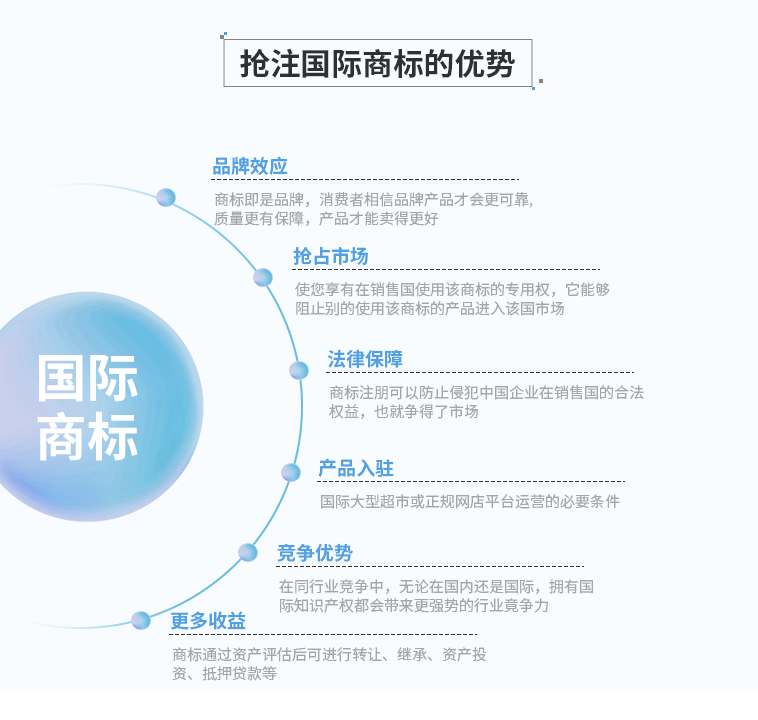 抢注国际商标的优势
品牌效应
商标即是品牌，消费者相信品牌产品才会更可靠,
质量更有保障，产品才能卖得更好
抢占市场
使您享有在销售国使用该商标的专用权，它能够
阻止别的使用该商标的产品进入该国市场
国际
商标
法律保障
商标注册可以防止侵犯中国企业在销售国的合法
权益，也就争得了市场
产品入驻
国际大型超市或正规网店平台运营的必要条件
竞争优势
在同行业竞争中，无论在国内还是国际，拥有国
际知识产权都会带来更强势的行业竞争力
更多收益
商标通过资产评估后可进行转让、继承、资产投
资、抵押贷款等